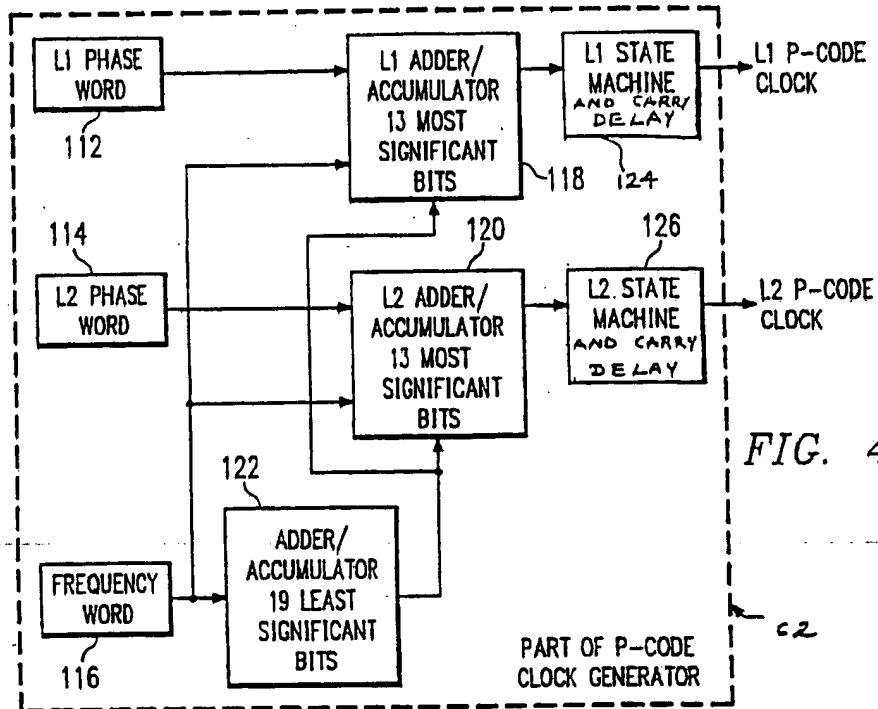 L1 PHASE
WORD
112
L1 ADDER/
ACCUMULATOR
13 MOST
SIGNIFICANT
BITS
118
L1 STATE
MACHINE
AND CARRY
DELAY
124
L1 P-CODE
CLOCK
114
L2 PHASE
WORD
120
L2 ADDER/
ACCUMULATOR
13 MOST
SIGNIFICANT
BITS
126
L2. STATE
MACHINE
AND CARRY
DELAY
L2 P-CODE
CLOCK
FIG. 4
122
ADDER/
ACCUMULATOR
19 LEAST
SIGNIFICANT
BITS
FREQUENCY
WORD
116
PART OF P-CODE
CLOCK GENERATOR
62